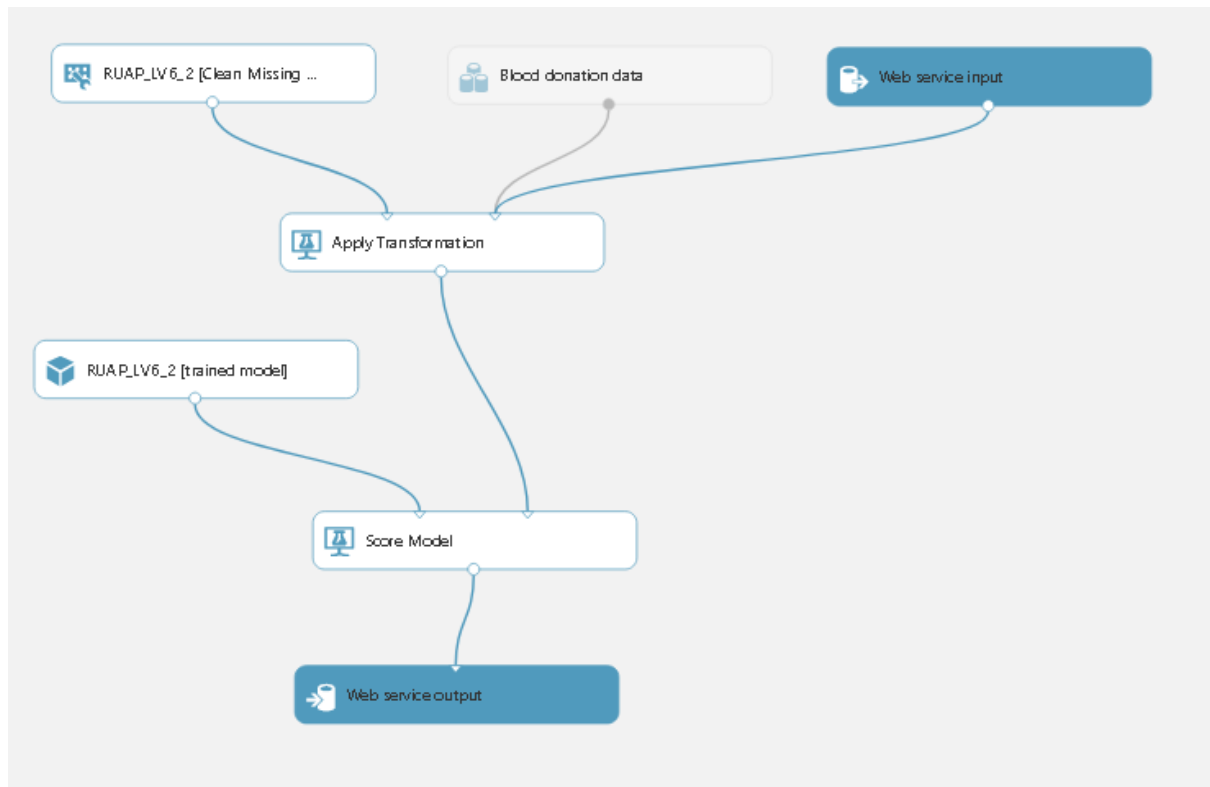 RUAP_LV6_2 [Clean Missing ...
Blood donation data
Web service input
Apply Transformation
RUAP_LV6_2 [trained model]
Score Model
Web service output